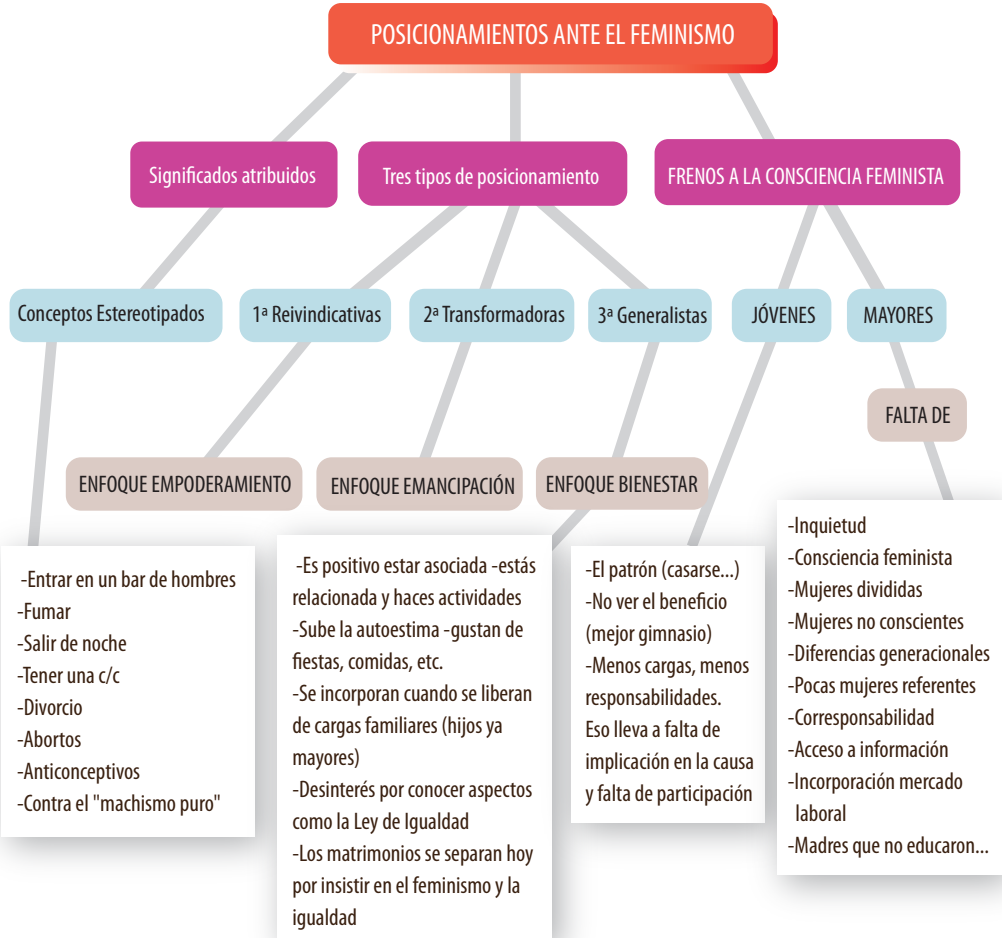 POSICIONAMIENTOS ANTE EL FEMINISMO
Significados atribuidos
Tres tipos de posicionamiento
FRENOS A LA CONSCIENCIA FEMINISTA
Conceptos Estereotipados
1ª Reivindicativas
2ª Transformadoras
3ª Generalistas
JÓVENES
MAYORES
FALTA DE
ENFOQUE EMPODERAMIENTO
ENFOQUE EMANCIPACIÓN
ENFOQUE BIENESTAR
-Entrar en un bar de hombres
-Fumar
-Salir de noche
-Tener una c/c
-Divorcio
-Abortos
-Anticonceptivos
-Contra el "machismo puro"
-Es positivo estar asociada -estás
relacionada y haces actividades
-Sube la autoestima -gustan de
fiestas, comidas, etc.
-Se incorporan cuando se liberan
de cargas familiares (hijos ya
mayores)
-Desinterés por conocer aspectos
como la Ley de Igualdad
-Los matrimonios se separan hoy
por insistir en el feminismo y la
igualdad
-El patrón (casarse...)
-No ver el beneficio
(mejor gimnasio)
-Menos cargas, menos
responsabilidades.
Eso lleva a falta de
implicación en la causa
y falta de participación
-Inquietud
-Consciencia feminista
-Mujeres divididas
-Mujeres no conscientes
-Diferencias generacionales
-Pocas mujeres referentes
-Corresponsabilidad
-Acceso a información
-Incorporación mercado
laboral
-Madres que no educaron...